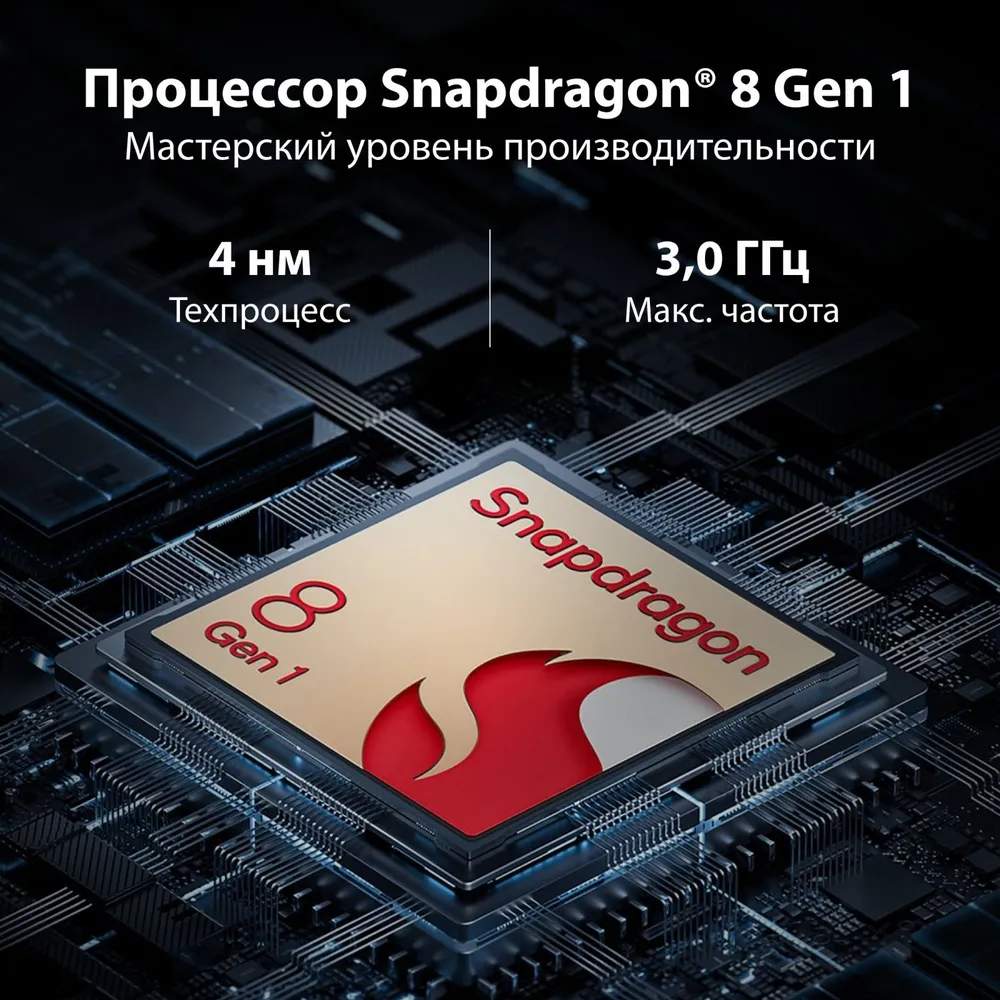 Процессор Snapdragon® 8 Gen 1
Мастерский уровень производительности
4 нм
Техпроцесс
3,0 ГГц
Макс. частота
Snapdragon
8
Gen 1